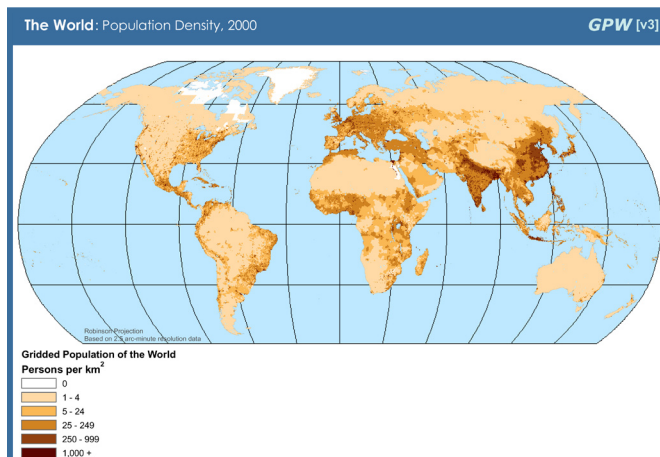 The World: Population Density, 2000
GPW [v3]
Robinson Projection
Based on 2.5 arc-minute resolution data
Gridded Population of the World
Persons per km²
0
1 - 4
5 - 24
25 - 249
250 - 999
1,000 +